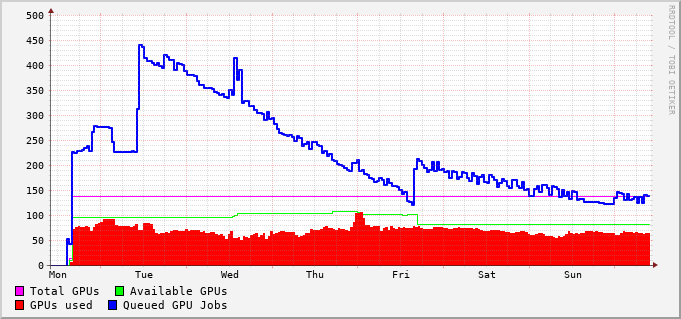 500
450
400
350
300
250
200
150
100
50
0
Mon Tue Wed Thu Fri Sat Sun
Total GPUs Available GPUs
GPUs used Queued GPU Jobs
RRDTOOL / TOBI OETIKER